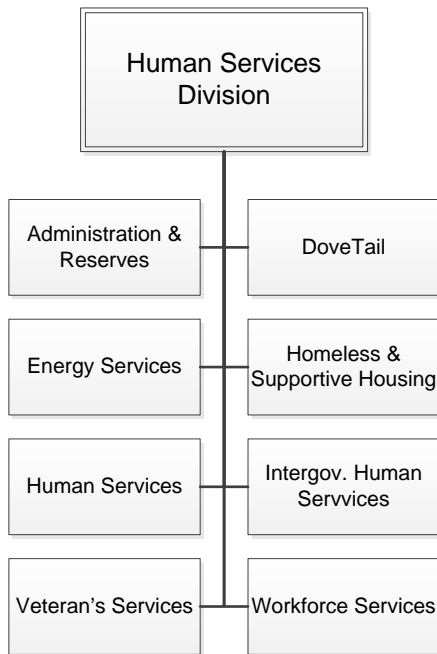 Human Services
Division
Administration &
Reserves
DoveTail
Energy Services
Homeless &
Supportive Housing
Human Services
Intergov. Human
Servvices
Veteran’s Services
Workforce Services